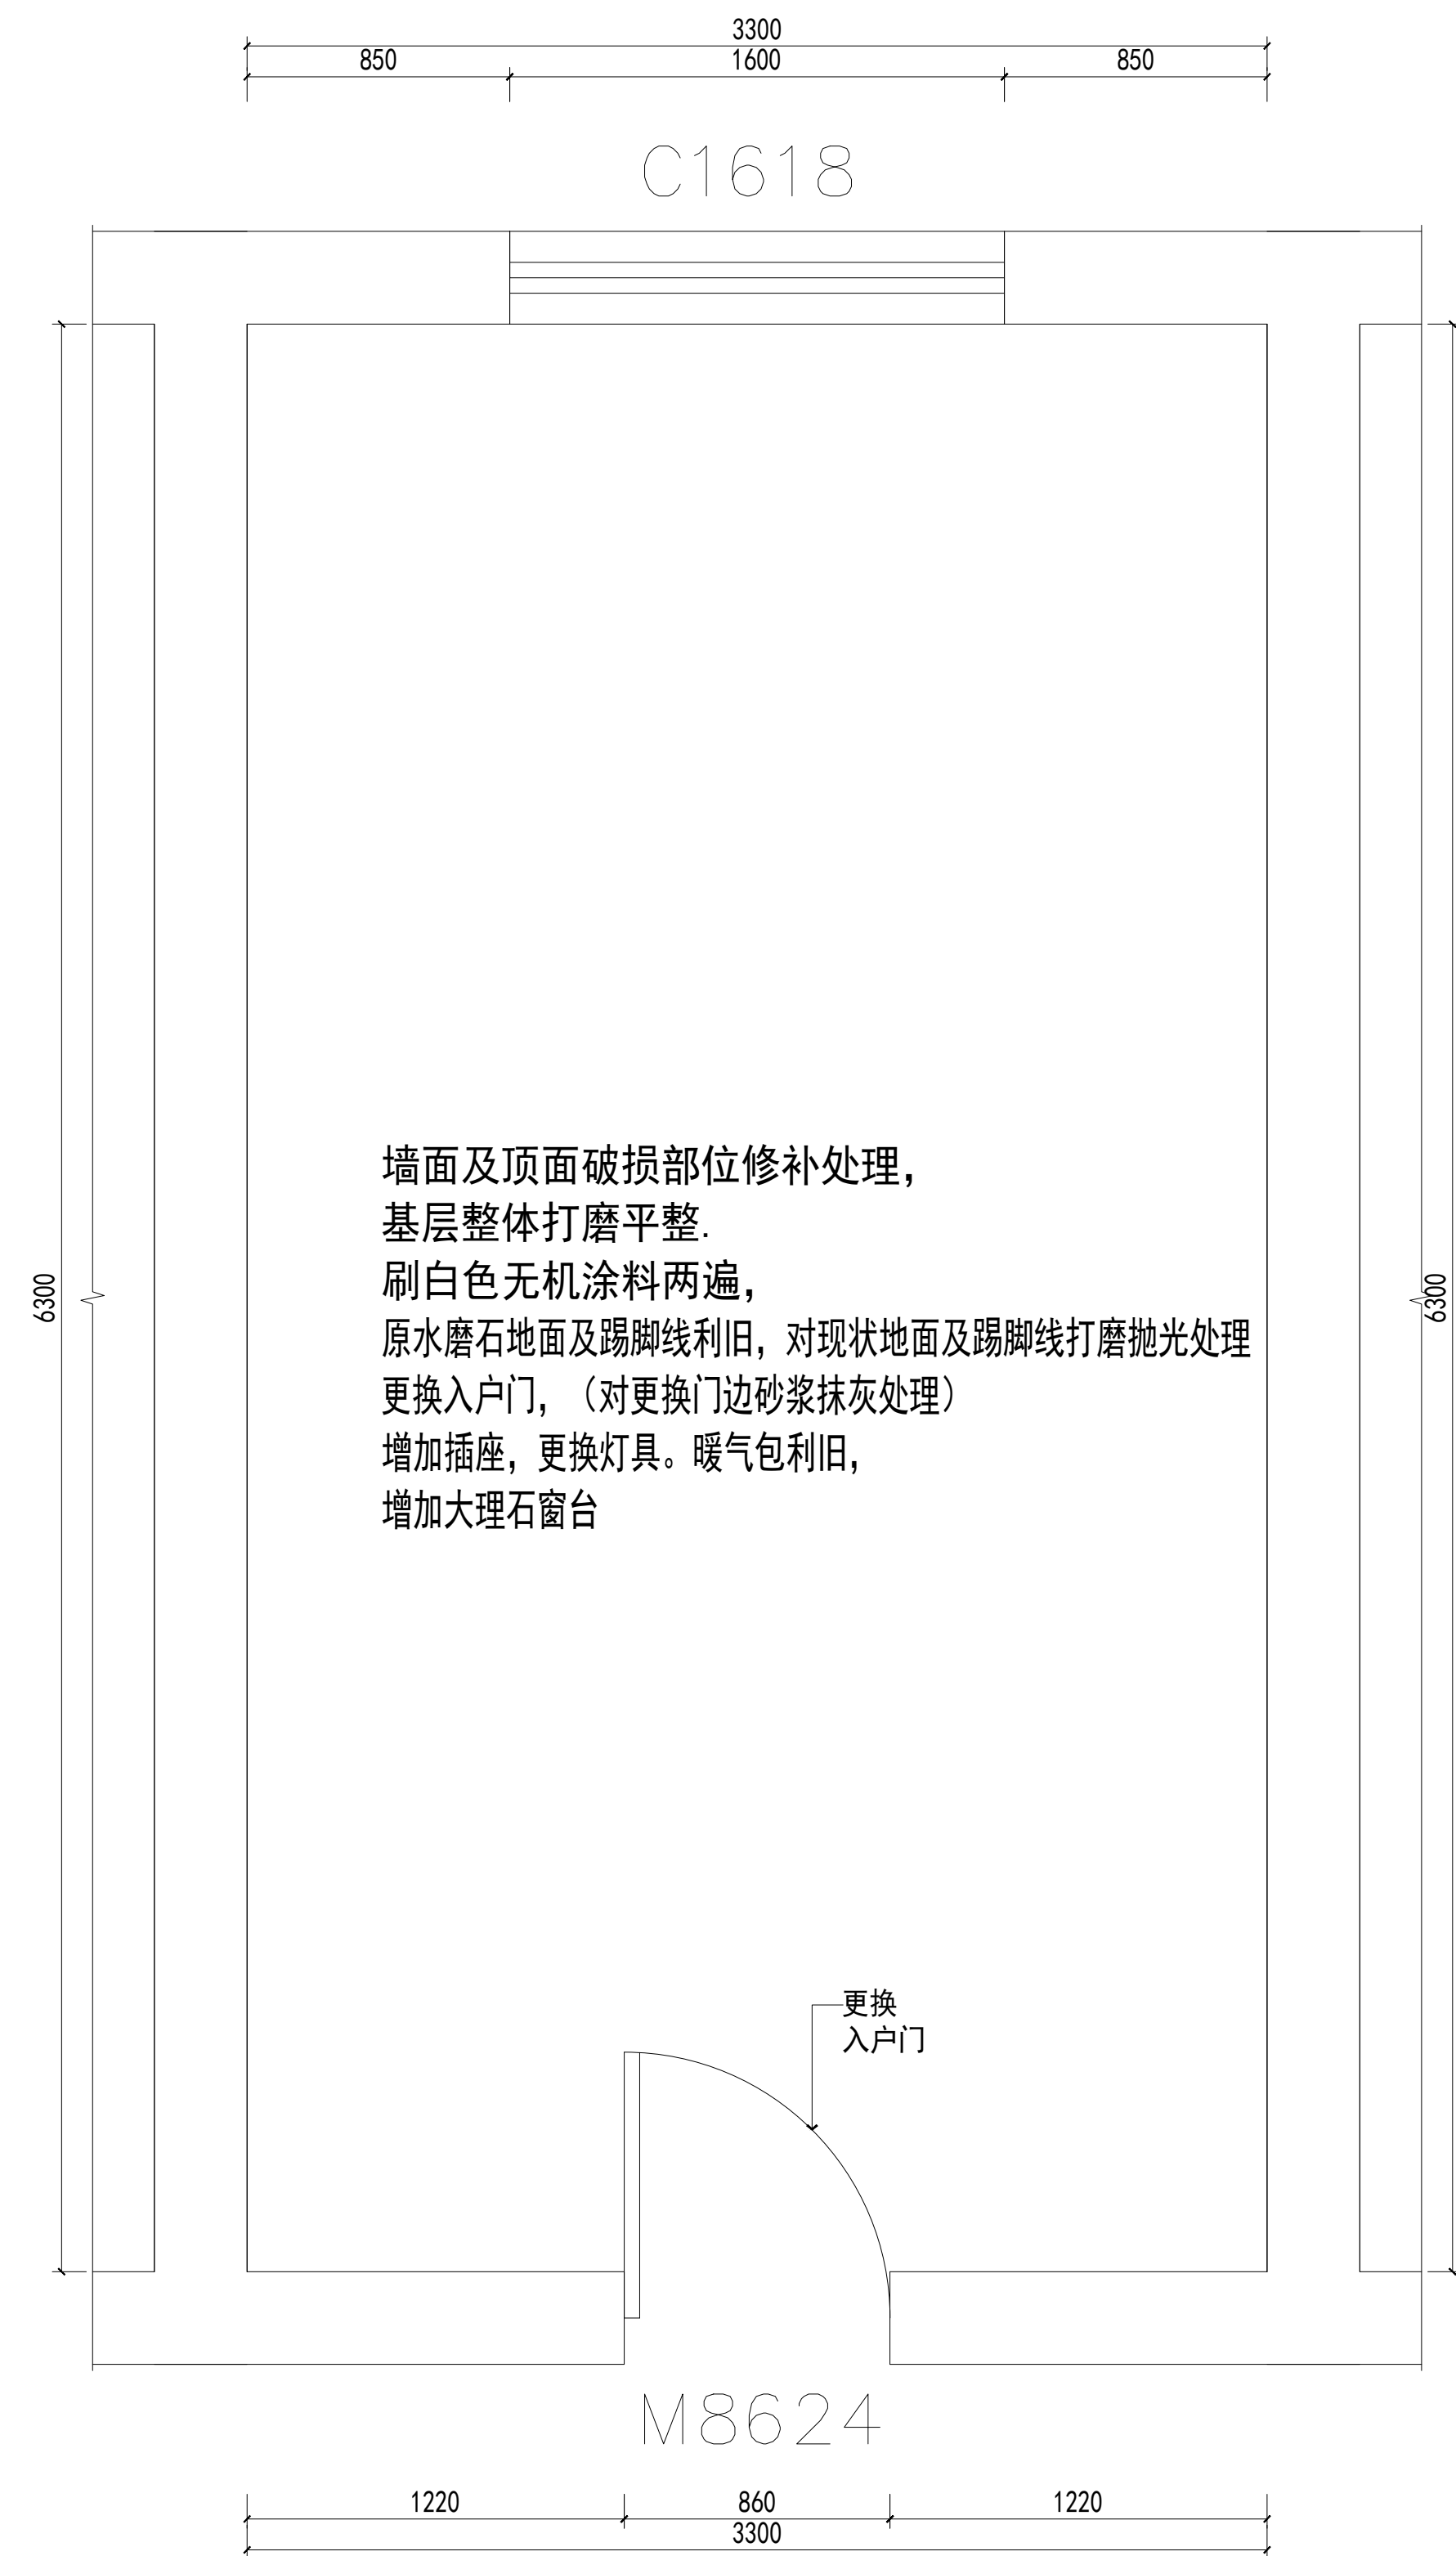 3300
850 1600 850
C1618
墙面及顶面破损部位修补处理，
基层整体打磨平整.
刷白色无机涂料两遍，
原水磨石地面及踢脚线利旧，对现状地面及踢脚线打磨抛光处理
更换入户门，（对更换门边砂浆抹灰处理）
增加插座，更换灯具。暖气包利旧，
增加大理石窗台
6300
6300
更换
入户门
M8624
1220 860 1220
3300